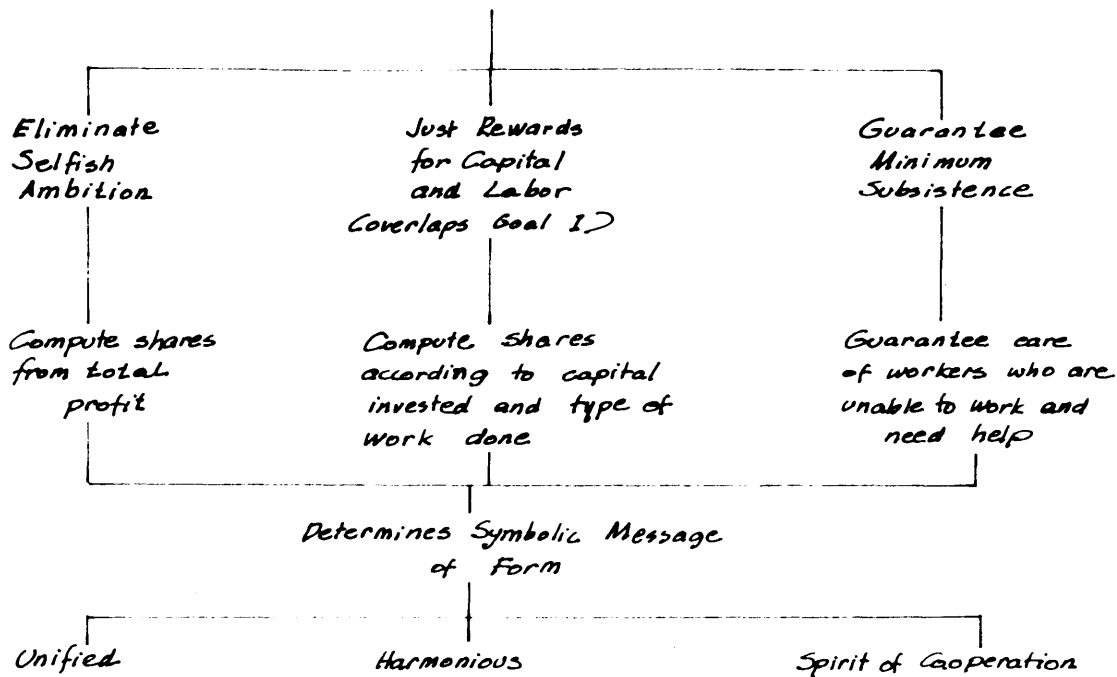 Eliminate
Selfish
Ambition
Just Rewards
for Capital
and Labor
(overlaps Goal I)
Guarantee
Minimum
Subsistence
Compute shares
from total
profit
Compute shares
according to capital
invested and type of
work done
Guarantee care
of workers who are
unable to work and
need help
Determines Symbolic Message
of Form
Unified
Harmonious
Spirit of Cooperation